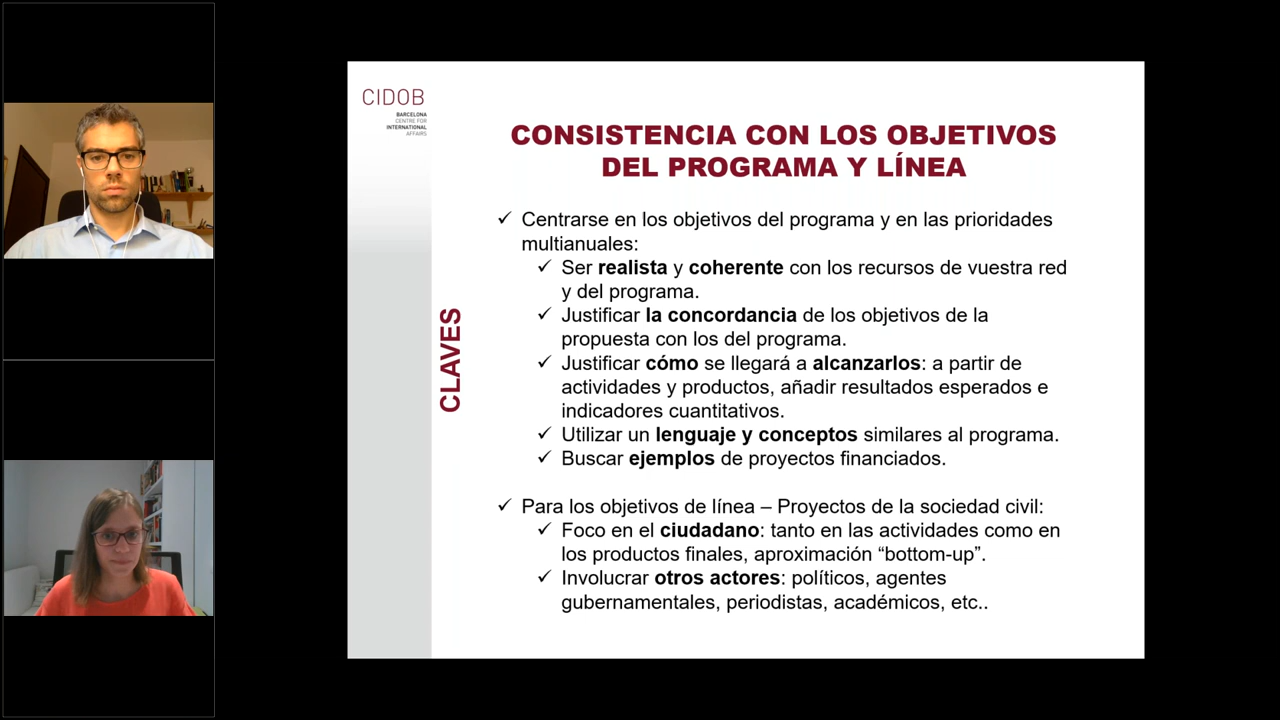 CIDOB
BARCELONA
CENTRE FOR
INTERNATIONAL
AFFAIRS
CONSISTENCIA CON LOS OBJETIVOS
DEL PROGRAMA Y LÍNEA
CLAVES
✓ Centrarse en los objetivos del programa y en las prioridades
multianuales:
✓ Ser realista y coherente con los recursos de vuestra red
y del programa.
✓ Justificar la concordancia de los objetivos de la
propuesta con los del programa.
✓ Justificar cómo se llegará a alcanzarlos: a partir de
actividades y productos, añadir resultados esperados e
indicadores cuantitativos.
✓ Utilizar un lenguaje y conceptos similares al programa.
✓ Buscar ejemplos de proyectos financiados.
✓ Para los objetivos de línea – Proyectos de la sociedad civil:
✓ Foco en el ciudadano: tanto en las actividades como en
los productos finales, aproximación “bottom-up”.
✓ Involucrar otros actores: políticos, agentes
gubernamentales, periodistas, académicos, etc..